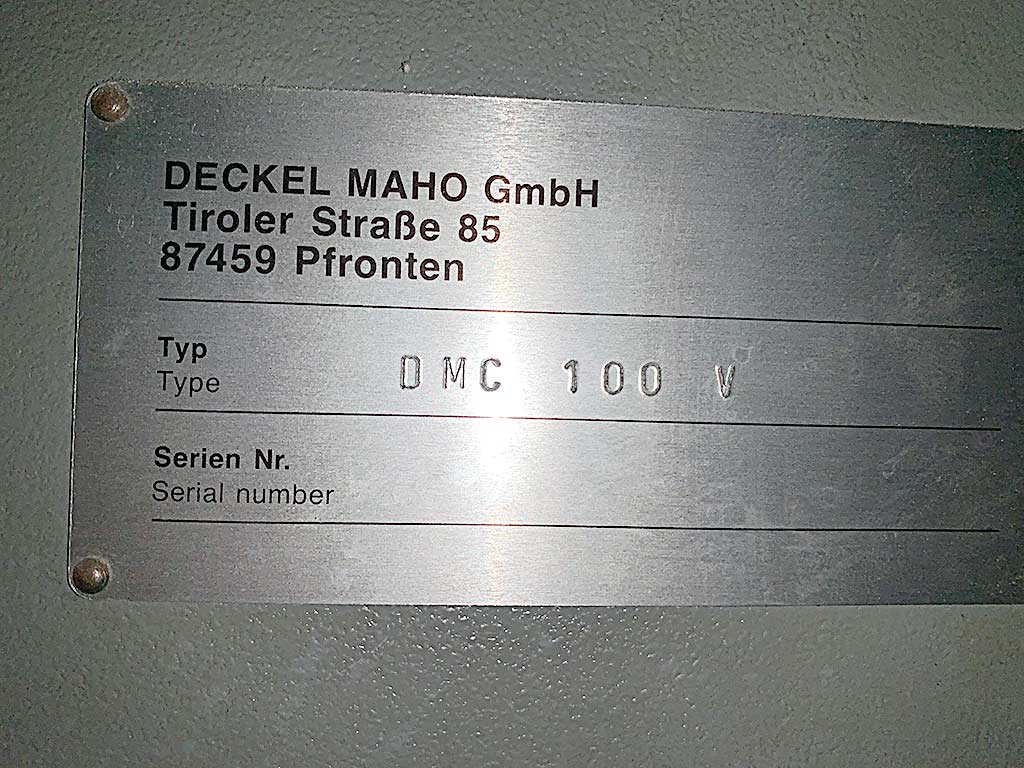 DECKEL MAHO GmbH
Tiroler Straße 85
87459 Pfronten
Typ
Type DMC 100 V
Serien Nr.
Serial number